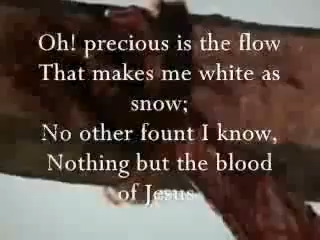 Oh! precious is the flow
That makes me white as
snow;
No other fount I know,
Nothing but the blood
of Jesus